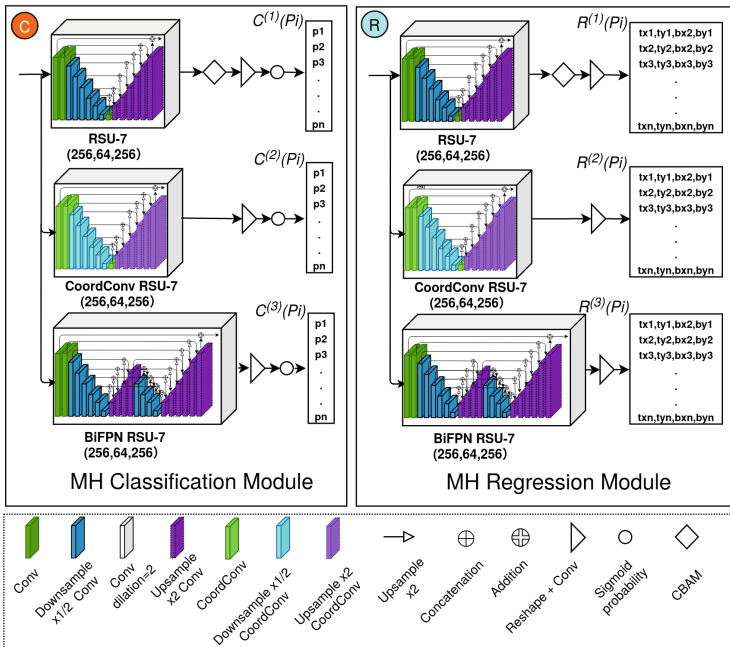 C
C(1)(Pi)
p1
p2
p3
.
.
.
pn
RSU-7
(256,64,256)
C(2)(Pi)
p1
p2
p3
.
.
.
pn
CoordConv RSU-7
(256,64,256)
C(3)(Pi)
p1
p2
p3
.
.
.
pn
BiFPN RSU-7
(256,64,256)
MH Classification Module
R
R(1)(Pi)
tx1,ty1,bx2,by1
tx2,ty2,bx2,by2
tx3,ty3,bx3,by3
.
.
.
txn,tyn,bxn,byn
RSU-7
(256,64,256)
R(2)(Pi)
tx1,ty1,bx2,by1
tx2,ty2,bx2,by2
tx3,ty3,bx3,by3
.
.
.
txn,tyn,bxn,byn
CoordConv RSU-7
(256,64,256)
R(3)(Pi)
tx1,ty1,bx2,by1
tx2,ty2,bx2,by2
tx3,ty3,bx3,by3
.
.
.
txn,tyn,bxn,byn
BiFPN RSU-7
(256,64,256)
MH Regression Module
Conv
Downsample
x1/2 Conv
Conv
dilation=2
Upsample
x2 Conv
CoordConv
Downsample x1/2
CoordConv
Upsample x2
CoordConv
Upsample
x2
Concatenation
Addition
Reshape + Conv
Sigmoid
probability
CBAM